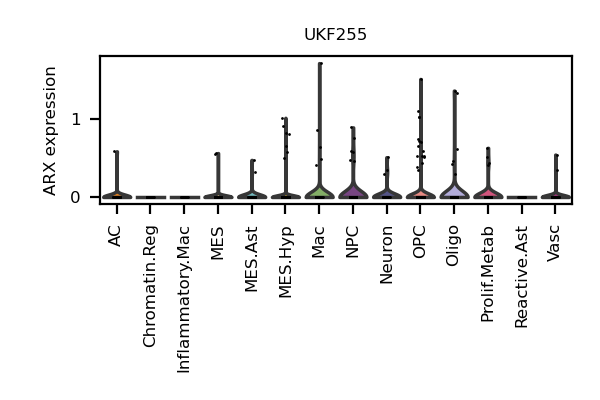 UKF255
ARX expression
1
0
AC
Chromatin.Reg
Inflammatory.Mac
MES
MES.Ast
MES.Hyp
Mac
NPC
Neuron
OPC
Oligo
Prolif.Metab
Reactive.Ast
Vasc